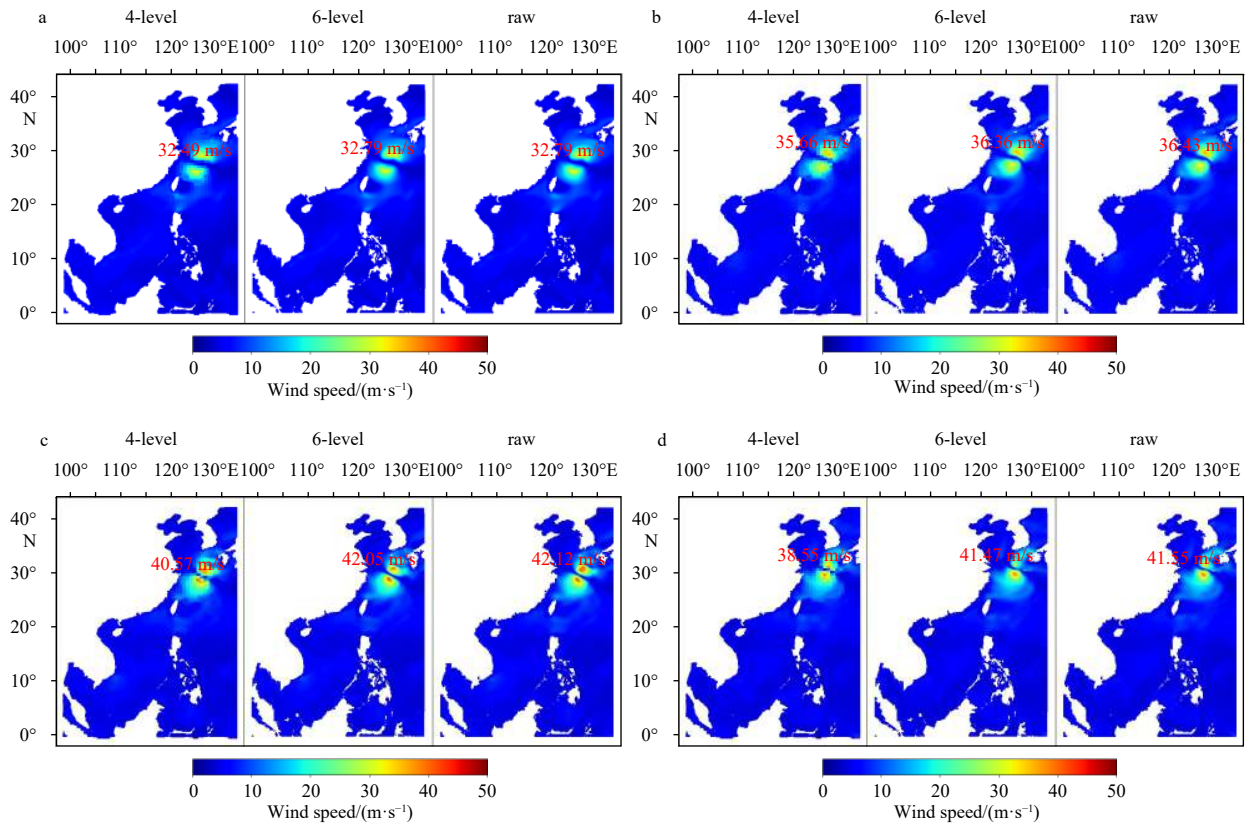 a
4-level 6-level raw
100° 110° 120° 130°E 100° 110° 120° 130°E 100° 110° 120° 130°E
40°
N
30°
20°
10°
0°
32.49 m/s 32.79 m/s 32.79 m/s
0 10 20 30 40 50
Wind speed/(m·s⁻¹)
b
4-level 6-level raw
100° 110° 120° 130°E 100° 110° 120° 130°E 100° 110° 120° 130°E
40°
N
30°
20°
10°
0°
35.66 m/s 36.36 m/s 36.43 m/s
0 10 20 30 40 50
Wind speed/(m·s⁻¹)
c
4-level 6-level raw
100° 110° 120° 130°E 100° 110° 120° 130°E 100° 110° 120° 130°E
40°
N
30°
20°
10°
0°
40.57 m/s 42.05 m/s 42.12 m/s
0 10 20 30 40 50
Wind speed/(m·s⁻¹)
d
4-level 6-level raw
100° 110° 120° 130°E 100° 110° 120° 130°E 100° 110° 120° 130°E
40°
N
30°
20°
10°
0°
38.55 m/s 41.47 m/s 41.55 m/s
0 10 20 30 40 50
Wind speed/(m·s⁻¹)